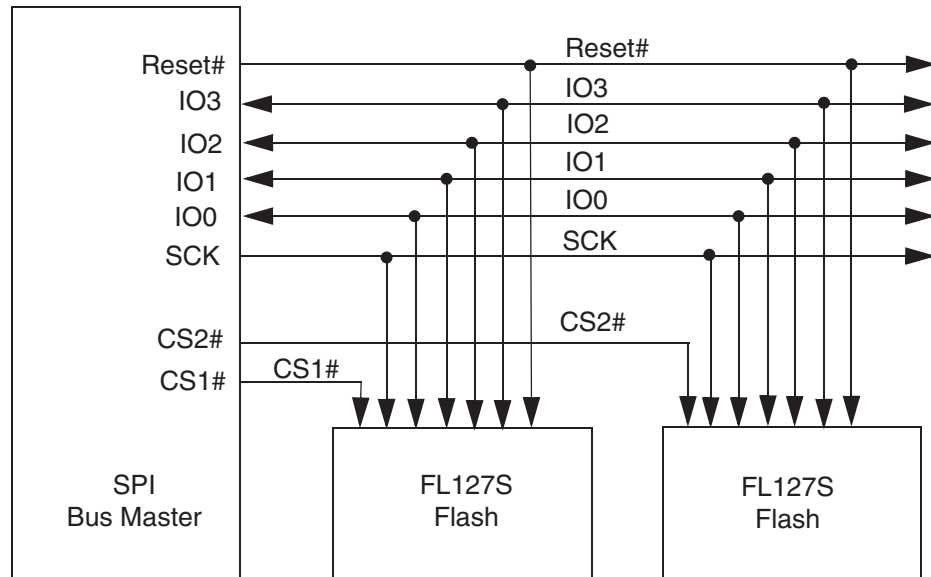 Reset#
Reset#
IO3
IO3
IO2
IO2
IO1
IO1
IO0
IO0
SCK
SCK
CS2#
CS2#
CS1#
CS1#
SPI
Bus Master
FL127S
Flash
FL127S
Flash